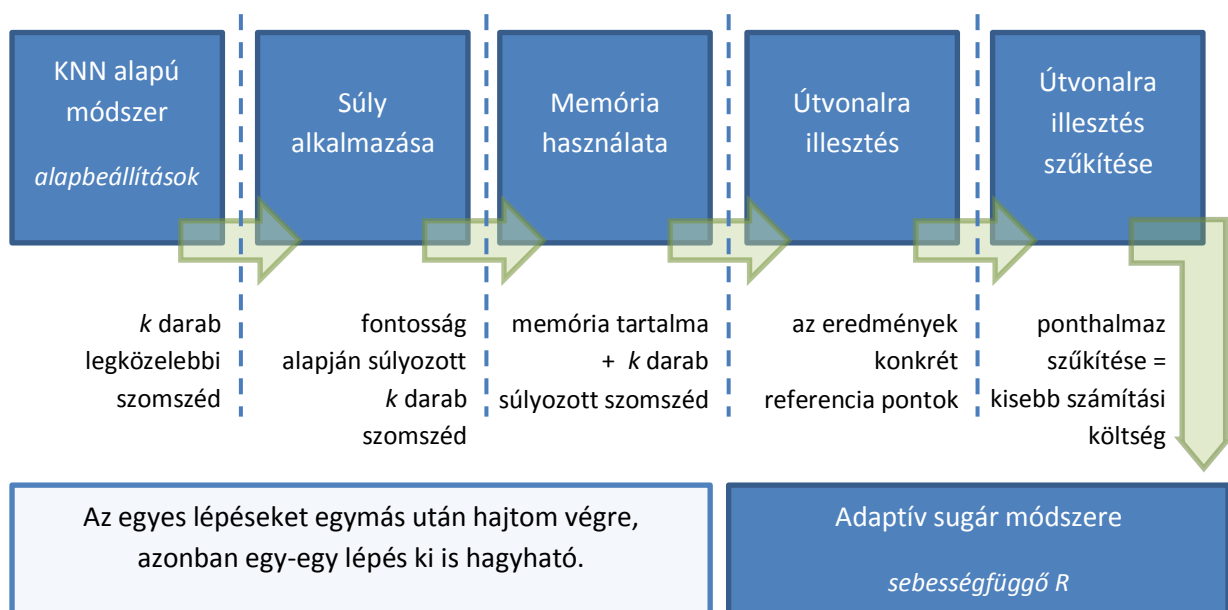 KNN alapú
módszer
alapbeállítások
Súly
alkalmazása
Memória
használata
Útvonalra
illesztés
Útvonalra
illesztés
szűkítése
k darab
legközelebbi
szomszéd
fontosság
alapján súlyozott
k darab
szomszéd
memória tartalma
+ k darab
súlyozott szomszéd
az eredmények
konkrét
referencia pontok
ponthalmaz
szűkítése =
kisebb számítási
költség
Az egyes lépéseket egymás után hajtom végre,
azonban egy-egy lépés ki is hagyható.
Adaptív sugár módszere
sebességfüggő R